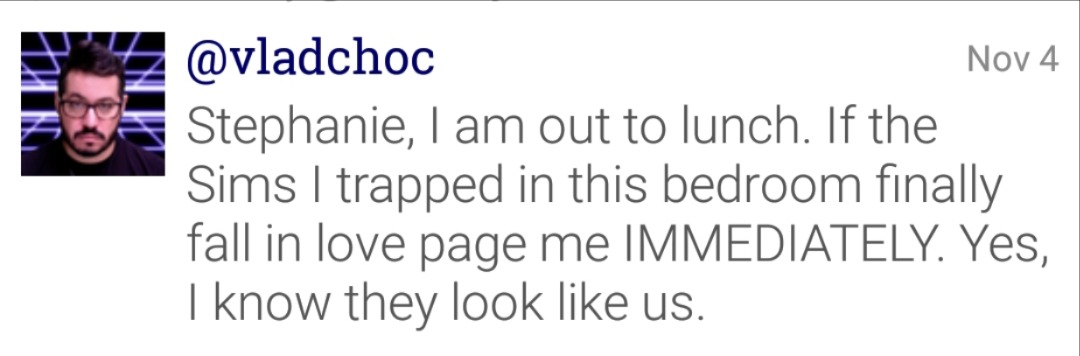 @vladchoc
Nov 4
Stephanie, I am out to lunch. If the
Sims I trapped in this bedroom finally
fall in love page me IMMEDIATELY. Yes,
I know they look like us.